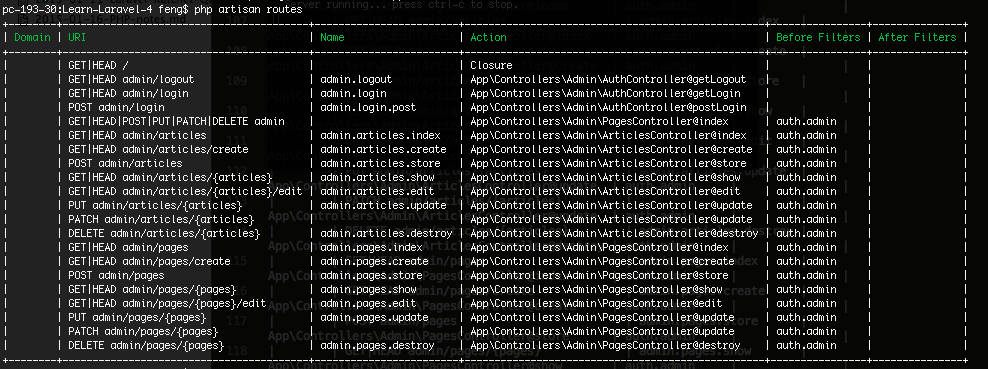 pc-193-30:Learn-Laravel-4 feng$ php artisan routes
+--------+
| Domain | URI | Name | Action | Before Filters | After Filters |
| | GET|HEAD / | | Closure | | |
| | GET|HEAD admin/logout | admin.logout | App\Controllers\Admin\AuthController@getLogout | | |
| | GET|HEAD admin/login | admin.login | App\Controllers\Admin\AuthController@getLogin | | |
| | POST admin/login | admin.login.post | App\Controllers\Admin\AuthController@postLogin | | |
| | GET|HEAD|POST|PUT|PATCH|DELETE admin | | App\Controllers\Admin\PagesController@index | auth.admin | |
| | GET|HEAD admin/articles | admin.articles.index | App\Controllers\Admin\ArticlesController@index | auth.admin | |
| | GET|HEAD admin/articles/create | admin.articles.create | App\Controllers\Admin\ArticlesController@create | auth.admin | |
| | POST admin/articles | admin.articles.store | App\Controllers\Admin\ArticlesController@store | auth.admin | |
| | GET|HEAD admin/articles/{articles} | admin.articles.show | App\Controllers\Admin\ArticlesController@show | auth.admin | |
| | GET|HEAD admin/articles/{articles}/edit | admin.articles.edit | App\Controllers\Admin\ArticlesController@edit | auth.admin | |
| | PUT admin/articles/{articles} | admin.articles.update | App\Controllers\Admin\ArticlesController@update | auth.admin | |
| | PATCH admin/articles/{articles} | | App\Controllers\Admin\ArticlesController@update | auth.admin | |
| | DELETE admin/articles/{articles} | admin.articles.destroy | App\Controllers\Admin\ArticlesController@destroy | auth.admin | |
| | GET|HEAD admin/pages | admin.pages.index | App\Controllers\Admin\PagesController@index | auth.admin | |
| | GET|HEAD admin/pages/create | admin.pages.create | App\Controllers\Admin\PagesController@create | auth.admin | |
| | POST admin/pages | admin.pages.store | App\Controllers\Admin\PagesController@store | auth.admin | |
| | GET|HEAD admin/pages/{pages} | admin.pages.show | App\Controllers\Admin\PagesController@show | auth.admin | |
| | GET|HEAD admin/pages/{pages}/edit | admin.pages.edit | App\Controllers\Admin\PagesController@edit | auth.admin | |
| | PUT admin/pages/{pages} | admin.pages.update | App\Controllers\Admin\PagesController@update | auth.admin | |
| | PATCH admin/pages/{pages} | | App\Controllers\Admin\PagesController@update | auth.admin | |
| | DELETE admin/pages/{pages} | admin.pages.destroy | App\Controllers\Admin\PagesController@destroy | auth.admin | |